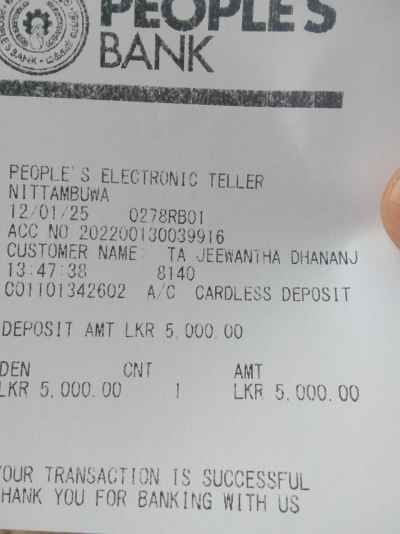 PEOPLE'S
BANK
PEOPLE'S ELECTRONIC TELLER
NITTAMBUWA
12/01/25 0278RB01
ACC NO 202200130039916
CUSTOMER NAME: TA JEEWANTHA DHANANJ
13:47:38 8140
C01101342602 A/C CARDLESS DEPOSIT
DEPOSIT AMT LKR 5,000.00
DEN CNT AMT
LKR 5,000.00 1 LKR 5,000.00
YOUR TRANSACTION IS SUCCESSFUL
THANK YOU FOR BANKING WITH US